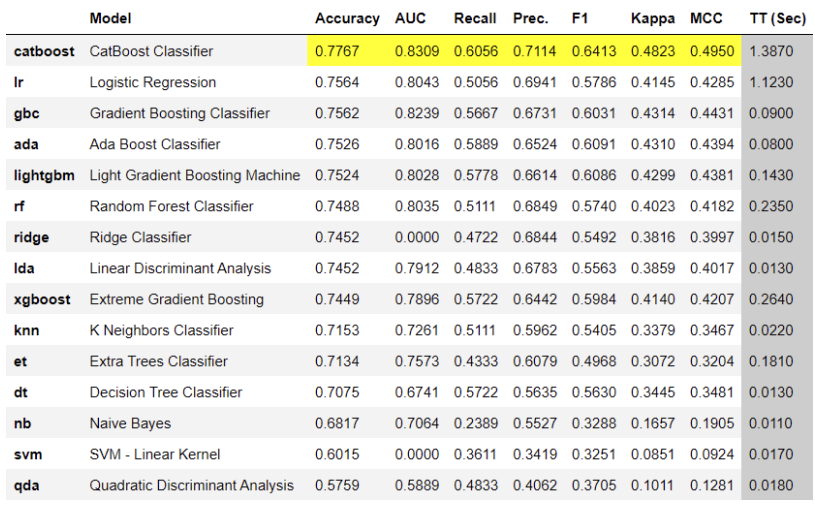 Model Accuracy AUC Recall Prec. F1 Kappa MCC TT (Sec)
catboost CatBoost Classifier 0.7767 0.8309 0.6056 0.7114 0.6413 0.4823 0.4950 1.3870
lr Logistic Regression 0.7564 0.8043 0.5056 0.6941 0.5786 0.4145 0.4285 1.1230
gbc Gradient Boosting Classifier 0.7562 0.8239 0.5667 0.6731 0.6031 0.4314 0.4431 0.0900
ada Ada Boost Classifier 0.7526 0.8016 0.5889 0.6524 0.6091 0.4310 0.4394 0.0800
lightgbm Light Gradient Boosting Machine 0.7524 0.8028 0.5778 0.6614 0.6086 0.4299 0.4381 0.1430
rf Random Forest Classifier 0.7488 0.8035 0.5111 0.6849 0.5740 0.4023 0.4182 0.2350
ridge Ridge Classifier 0.7452 0.0000 0.4722 0.6844 0.5492 0.3816 0.3997 0.0150
lda Linear Discriminant Analysis 0.7452 0.7912 0.4833 0.6783 0.5563 0.3859 0.4017 0.0130
xgboost Extreme Gradient Boosting 0.7449 0.7896 0.5722 0.6442 0.5984 0.4140 0.4207 0.2640
knn K Neighbors Classifier 0.7153 0.7261 0.5111 0.5962 0.5405 0.3379 0.3467 0.0220
et Extra Trees Classifier 0.7134 0.7573 0.4333 0.6079 0.4968 0.3072 0.3204 0.1810
dt Decision Tree Classifier 0.7075 0.6741 0.5722 0.5635 0.5630 0.3445 0.3481 0.0130
nb Naive Bayes 0.6817 0.7064 0.2389 0.5527 0.3288 0.1657 0.1905 0.0110
svm SVM - Linear Kernel 0.6015 0.0000 0.3611 0.3419 0.3251 0.0851 0.0924 0.0170
qda Quadratic Discriminant Analysis 0.5759 0.5889 0.4833 0.4062 0.3705 0.1011 0.1281 0.0180